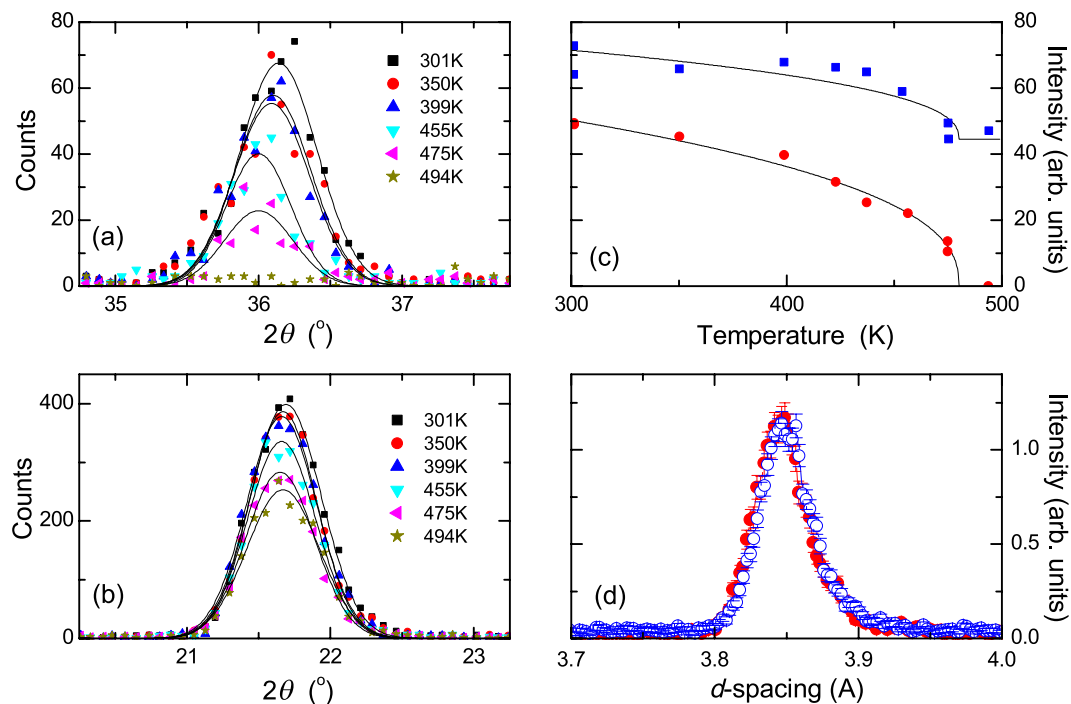 80
60
40
20
0
Counts
301K
350K
399K
455K
475K
494K
(a)
35
36
37
2θ (°)
80
60
40
20
0
Intensity (arb. units)
(c)
300
400
500
Temperature (K)
400
200
0
Counts
301K
350K
399K
455K
475K
494K
(b)
21
22
23
2θ (°)
1.0
0.5
0.0
Intensity (arb. units)
(d)
3.7
3.8
3.9
4.0
d-spacing (A)